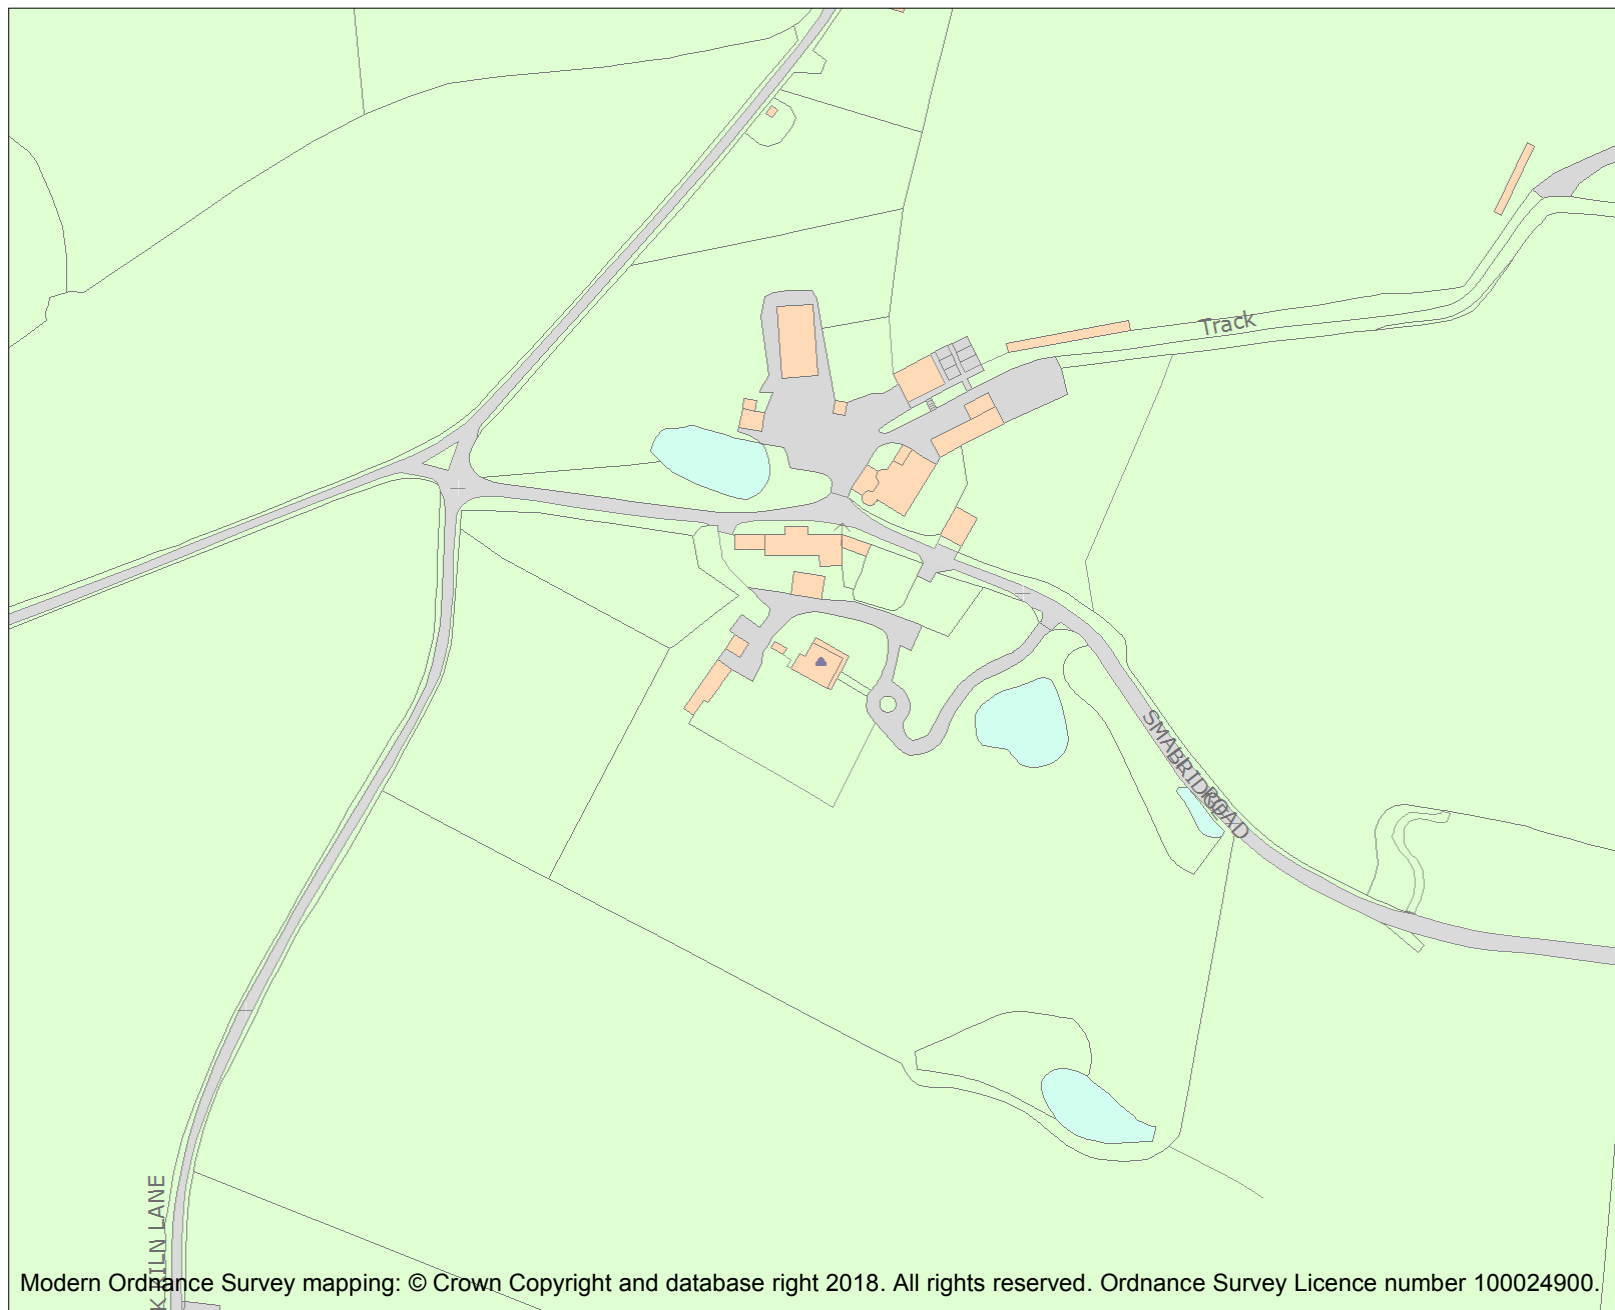 Track
SMABRIDGE
ROAD
KILN LANE
Modern Ordnance Survey mapping: © Crown Copyright and database right 2018. All rights reserved. Ordnance Survey Licence number 100024900.